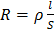 R = ρ l/S